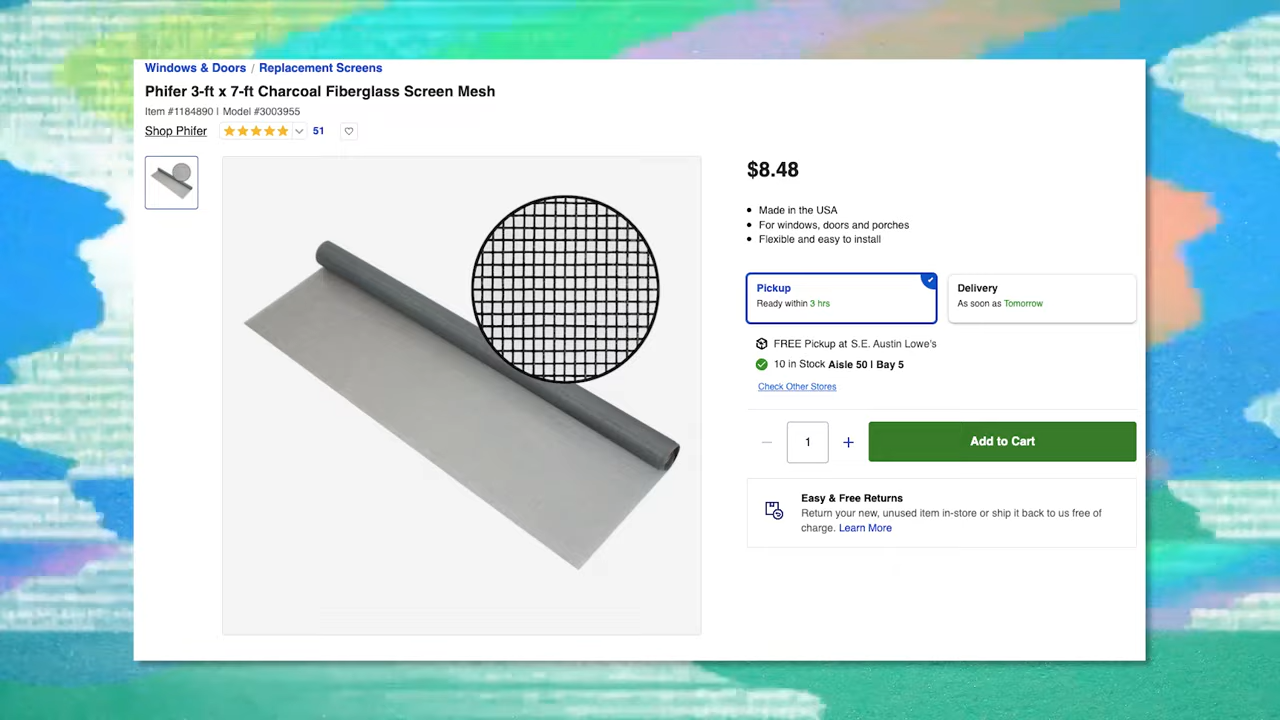 Windows & Doors / Replacement Screens
Phifer 3-ft x 7-ft Charcoal Fiberglass Screen Mesh
Item #1184890 | Model #3003955
Shop Phifer 51
$8.48
Made in the USA
For windows, doors and porches
Flexible and easy to install
Pickup
Ready within 3 hrs
Delivery
As soon as Tomorrow
FREE Pickup at S.E. Austin Lowe's
10 in Stock Aisle 50 | Bay 5
Check Other Stores
1
Add to Cart
Easy & Free Returns
Return your new, unused item in-store or ship it back to us free of
charge. Learn More